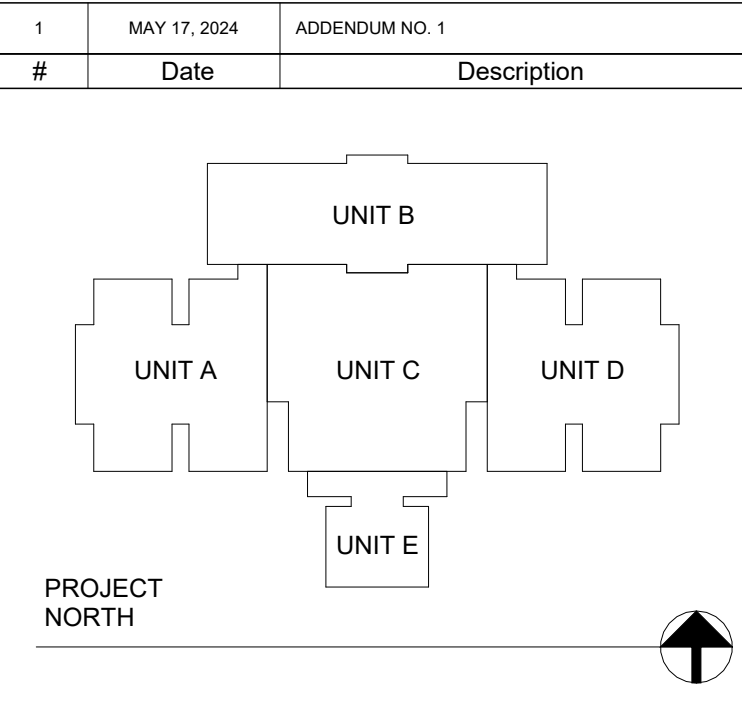 1 MAY 17, 2024 ADDENDUM NO. 1
# Date Description
UNIT B
UNIT A UNIT C UNIT D
UNIT E
PROJECT
NORTH